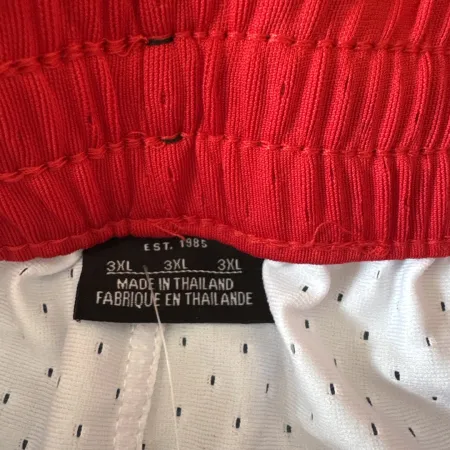 EST. 1985
3XL 3XL 3XL
MADE IN THAILAND
FABRIQUE EN THAILANDE